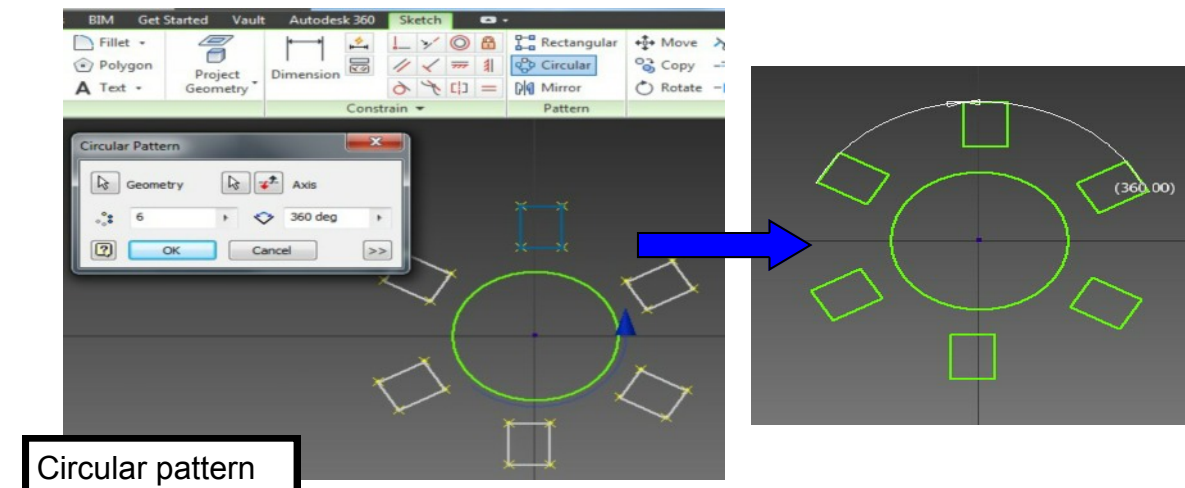 BIM Get Started Vault Autodesk 360 Sketch
Fillet
Polygon
A Text
Project
Geometry
Dimension
Rectangular
Circular
Mirror
Move
Copy
Rotate
Constrain
Pattern
Circular Pattern
Geometry
Axis
6
360 deg
OK
Cancel
>>
(360.00)
Circular pattern